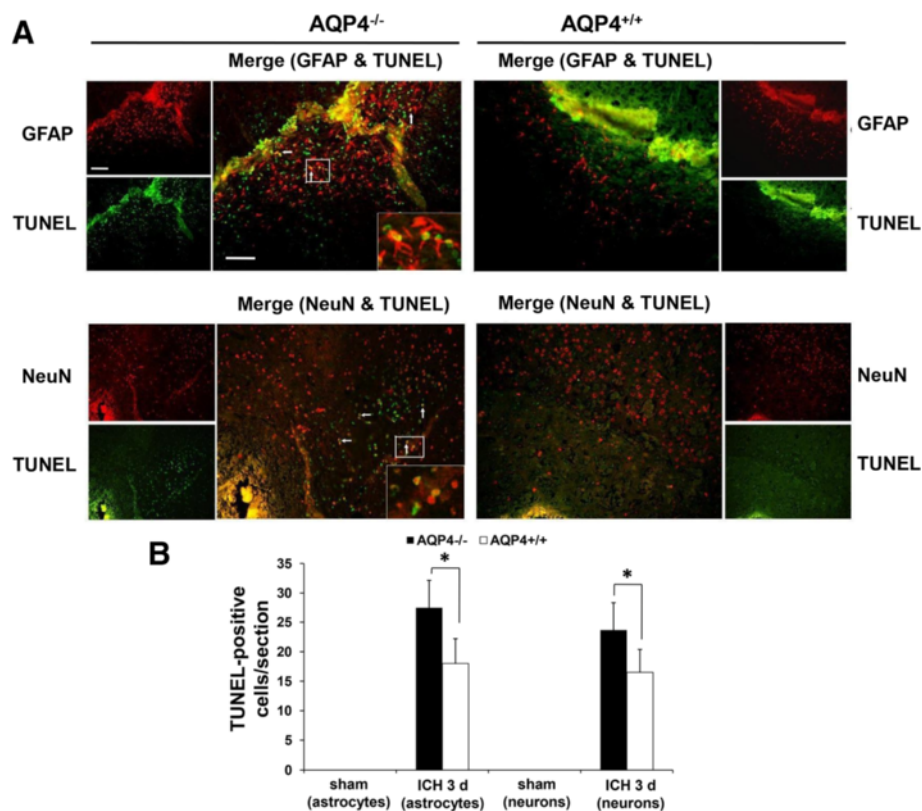 A
AQP4-/-
AQP4+/+
Merge (GFAP & TUNEL)
Merge (GFAP & TUNEL)
GFAP
GFAP
TUNEL
TUNEL
Merge (NeuN & TUNEL)
Merge (NeuN & TUNEL)
NeuN
NeuN
TUNEL
TUNEL
B
AQP4-/-
AQP4+/+
TUNEL-positive
cells/section
35
30
25
20
15
10
5
0
*
*
sham
(astrocytes)
ICH 3 d
(astrocytes)
sham
(neurons)
ICH 3 d
(neurons)